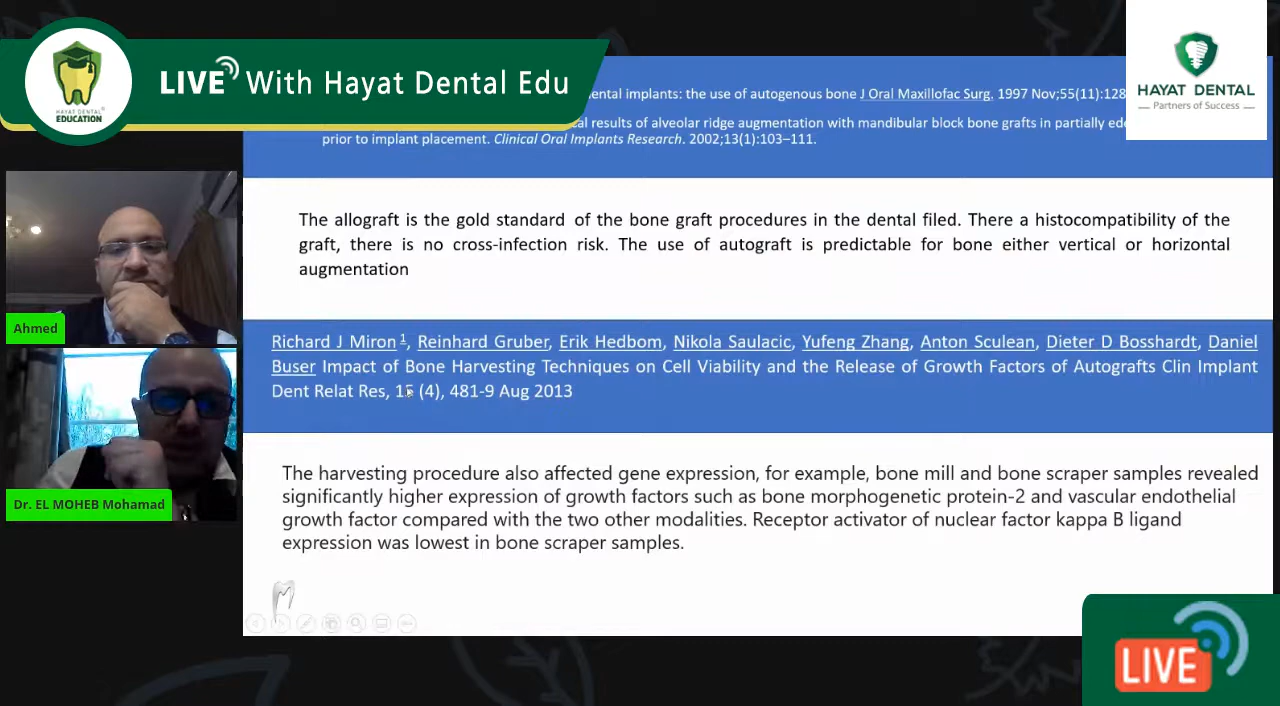 LIVE With Hayat Dental Edu
HAYAT DENTAL
EDUCATION
HAYAT DENTAL
Partners of Success
dental implants: the use of autogenous bone J Oral Maxillofac Surg. 1997 Nov;55(11):128
results of alveolar ridge augmentation with mandibular block bone grafts in partially
prior to implant placement. Clinical Oral Implants Research. 2002;13(1):103–111.
The allograft is the gold standard of the bone graft procedures in the dental filed. There a histocompatibility of the
graft, there is no cross-infection risk. The use of autograft is predictable for bone either vertical or horizontal
augmentation
Ahmed
Richard J Miron 1, Reinhard Gruber, Erik Hedbom, Nikola Saulacic, Yufeng Zhang, Anton Sculean, Dieter D Bosshardt, Daniel
Buser Impact of Bone Harvesting Techniques on Cell Viability and the Release of Growth Factors of Autografts Clin Implant
Dent Relat Res, 15 (4), 481-9 Aug 2013
Dr. EL MOHEB Mohamad
The harvesting procedure also affected gene expression, for example, bone mill and bone scraper samples revealed
significantly higher expression of growth factors such as bone morphogenetic protein-2 and vascular endothelial
growth factor compared with the two other modalities. Receptor activator of nuclear factor kappa B ligand
expression was lowest in bone scraper samples.
LIVE